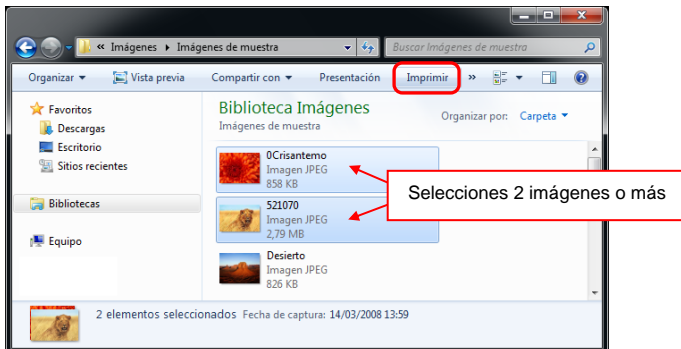 « Imágenes ▸ Imágenes de muestra
Buscar Imágenes de muestra
Organizar ▾ Vista previa Compartir con ▾ Presentación Imprimir »
Favoritos
Descargas
Escritorio
Sitios recientes
Bibliotecas
Equipo
Biblioteca Imágenes
Imágenes de muestra
Organizar por: Carpeta ▾
0Crisantemo
Imagen JPEG
858 KB
521070
Imagen JPEG
2,79 MB
Desierto
Imagen JPEG
826 KB
Selecciones 2 imágenes o más
2 elementos seleccionados Fecha de captura: 14/03/2008 13:59